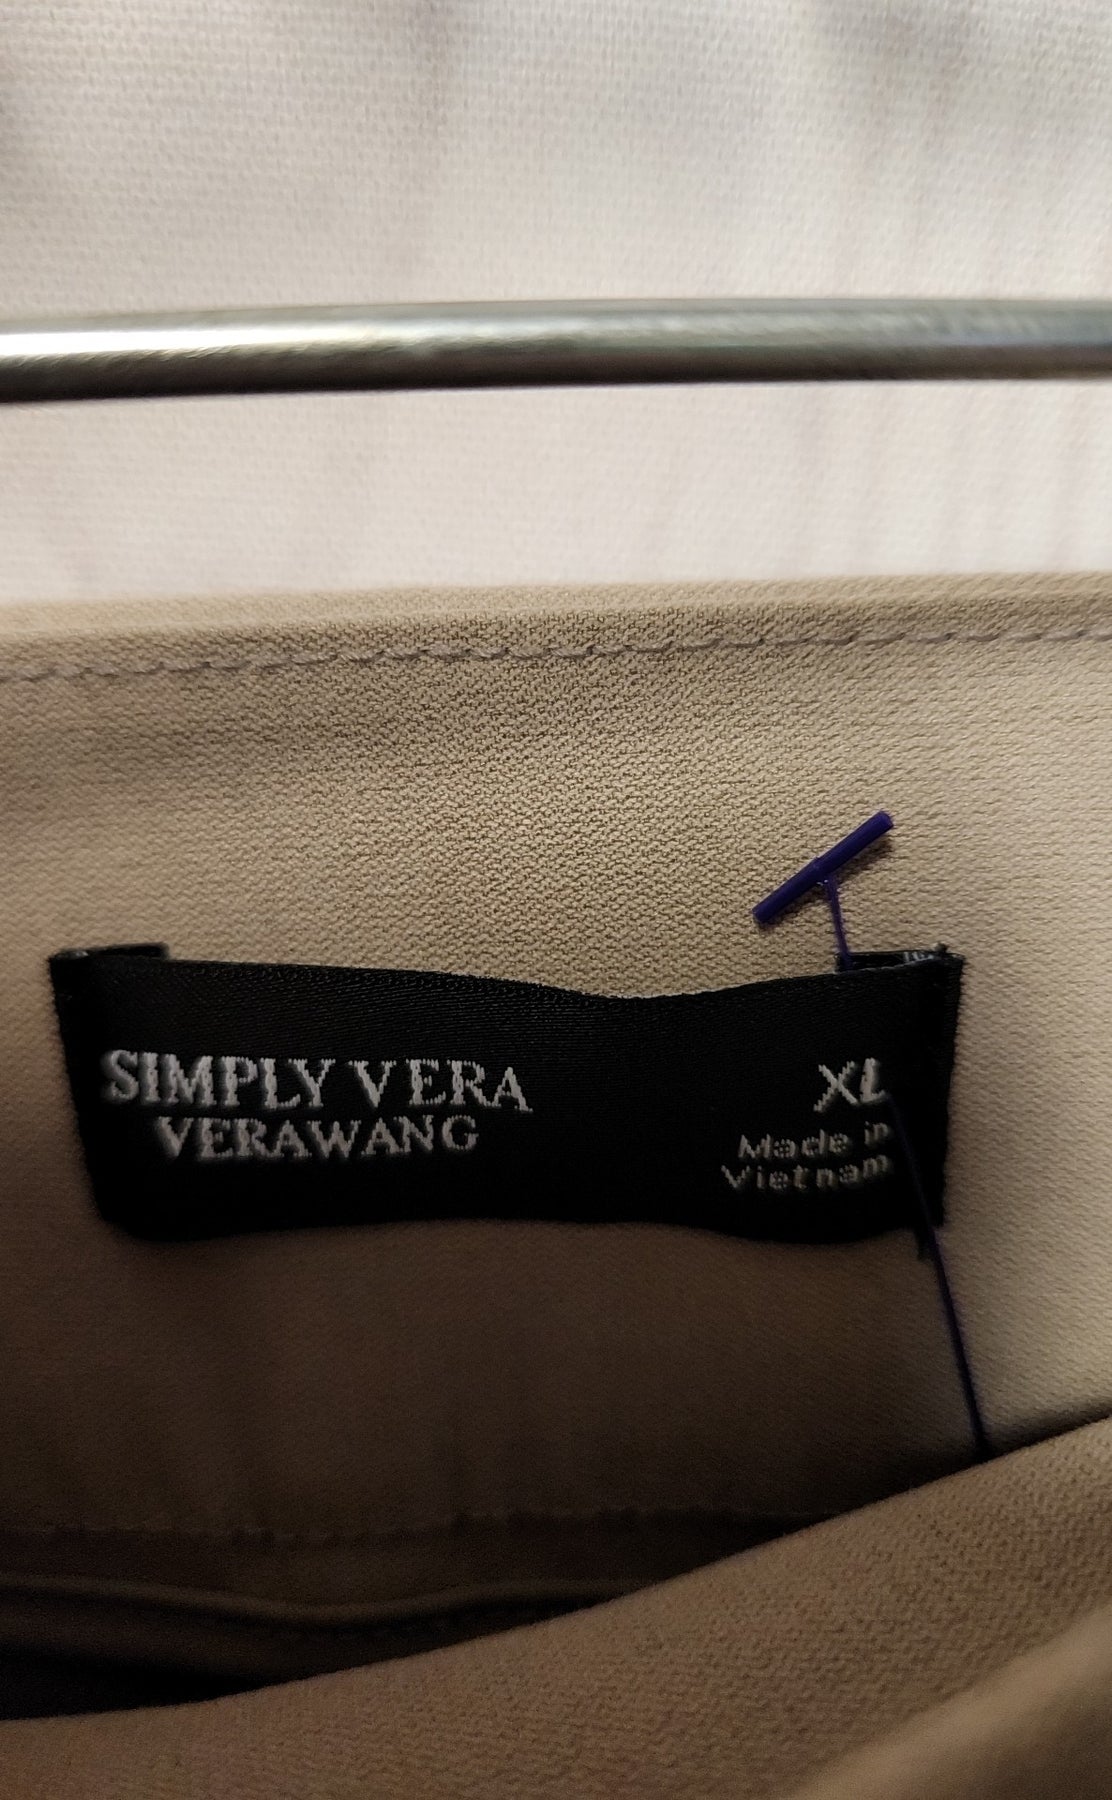 SIMPLY VERA
VERAWANG
XL
Made in
Vietnam